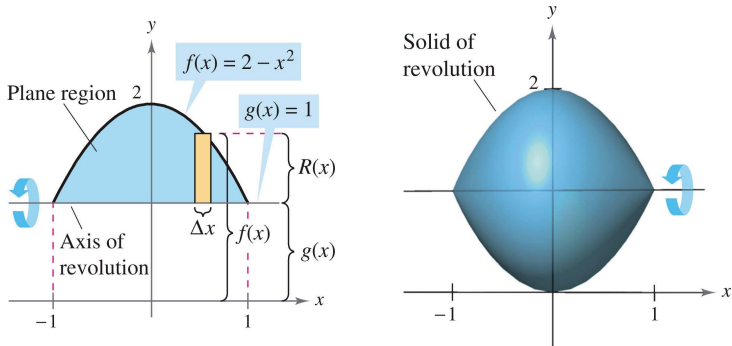 y
f(x) = 2 − x²
Plane region
2
g(x) = 1
R(x)
Axis of
revolution
Δx
f(x)
g(x)
x
−1
1
y
Solid of
revolution
2
x
−1
1